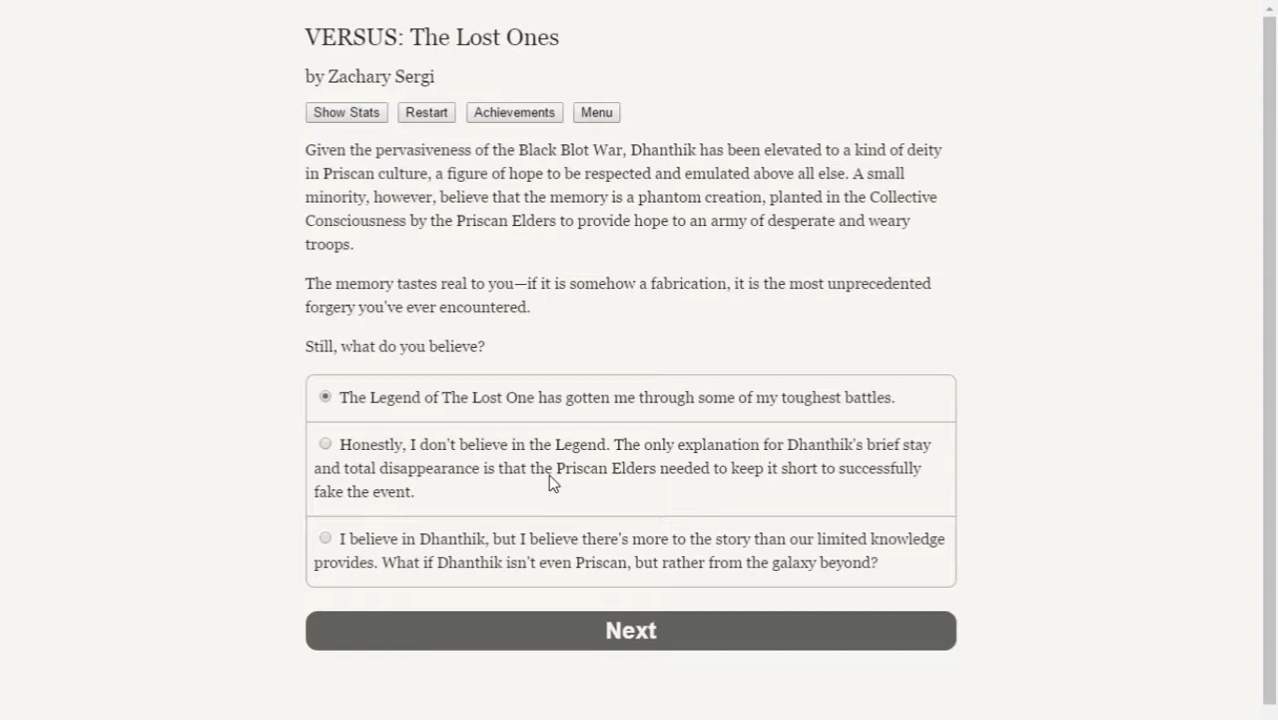 VERSUS: The Lost Ones
by Zachary Sergi
Show Stats Restart Achievements Menu
Given the pervasiveness of the Black Blot War, Dhanthik has been elevated to a kind of deity
in Priscan culture, a figure of hope to be respected and emulated above all else. A small
minority, however, believe that the memory is a phantom creation, planted in the Collective
Consciousness by the Priscan Elders to provide hope to an army of desperate and weary
troops.
The memory tastes real to you—if it is somehow a fabrication, it is the most unprecedented
forgery you've ever encountered.
Still, what do you believe?
The Legend of The Lost One has gotten me through some of my toughest battles.
Honestly, I don't believe in the Legend. The only explanation for Dhanthik's brief stay
and total disappearance is that the Priscan Elders needed to keep it short to successfully
fake the event.
I believe in Dhanthik, but I believe there's more to the story than our limited knowledge
provides. What if Dhanthik isn't even Priscan, but rather from the galaxy beyond?
Next